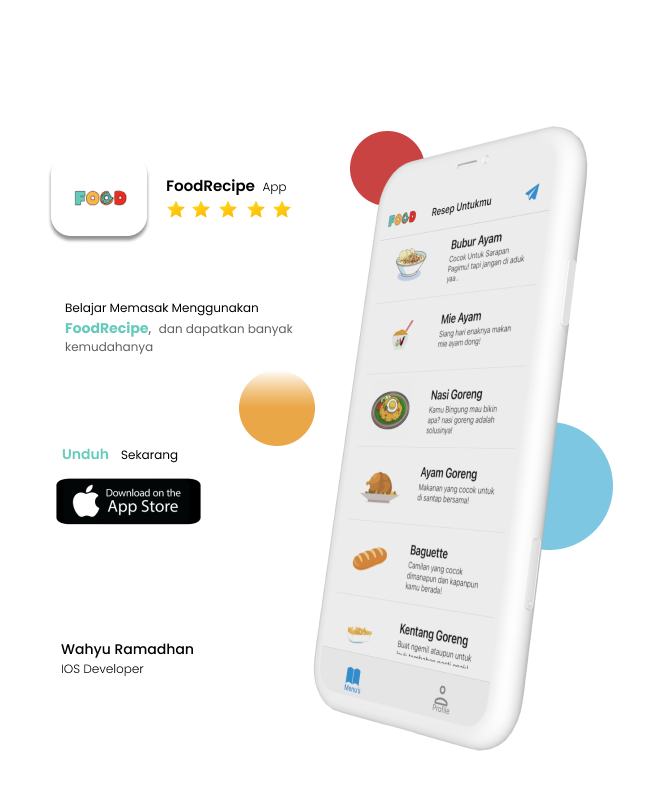 FOOD
FoodRecipe App
Belajar Memasak Menggunakan
FoodRecipe, dan dapatkan banyak
kemudahanya
Unduh Sekarang
Download on the
App Store
Wahyu Ramadhan
IOS Developer
FOOD Resep Untukmu
Bubur Ayam
Cocok Untuk Sarapan
Pagimu! tapi jangan di aduk
yaa..
Mie Ayam
Siang hari enaknya makan
mie ayam dong!
Nasi Goreng
Kamu Bingung mau bikin
apa? nasi goreng adalah
solusinya!
Ayam Goreng
Makanan yang cocok untuk
di santap bersama!
Baguette
Camilan yang cocok
dimanapun dan kapanpun
kamu berada!
Kentang Goreng
Buat ngemil ataupun untuk
Menu's
Profile